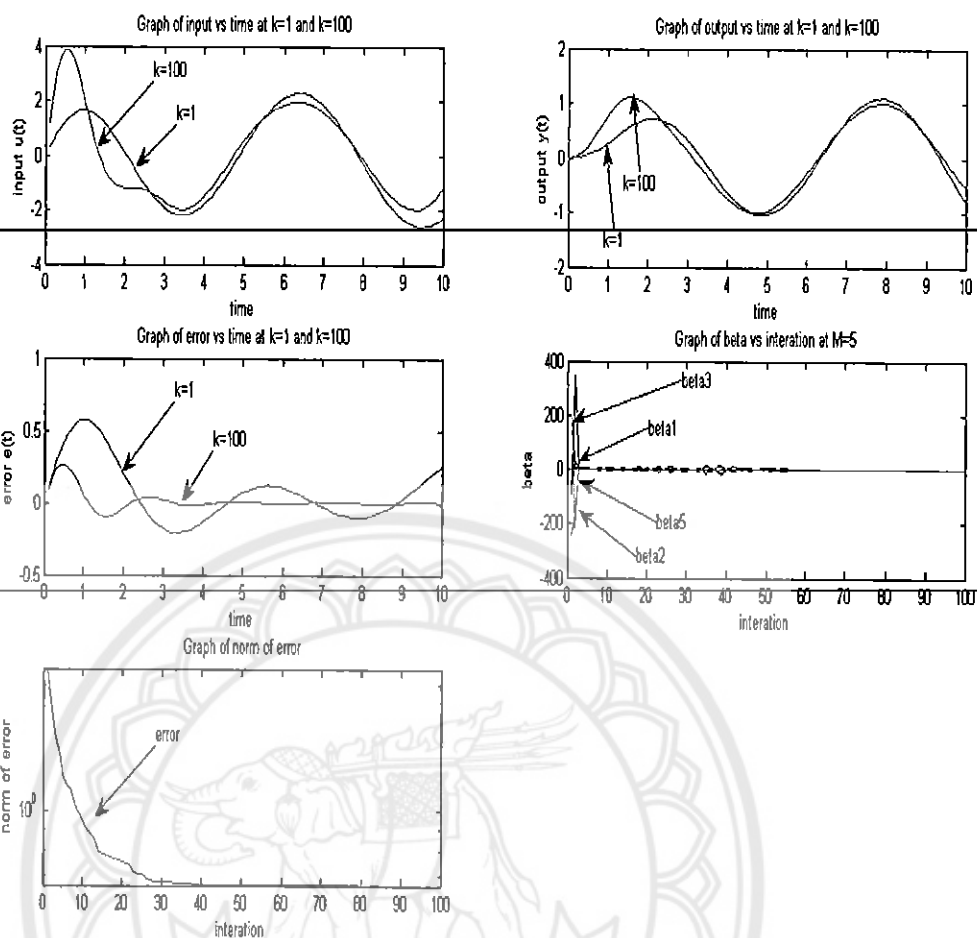 Graph of input vs time at k=1 and k=100
4
2
0
-2
-4
input u(t)
k=100
k=1
0 1 2 3 4 5 6 7 8 9 10
time
Graph of output vs time at k=1 and k=100
2
1
0
-1
-2
output y(t)
k=100
k=1
0 1 2 3 4 5 6 7 8 9 10
time
Graph of error vs time at k=1 and k=100
1
0.5
0
-0.5
error e(t)
k=1
k=100
0 1 2 3 4 5 6 7 8 9 10
time
Graph of beta vs interation at M=5
400
200
0
-200
-400
beta
beta3
beta1
beta5
beta2
0 10 20 30 40 50 60 70 80 90 100
interation
Graph of norm of error
norm of error
10^0
error
0 10 20 30 40 50 60 70 80 90 100
interation